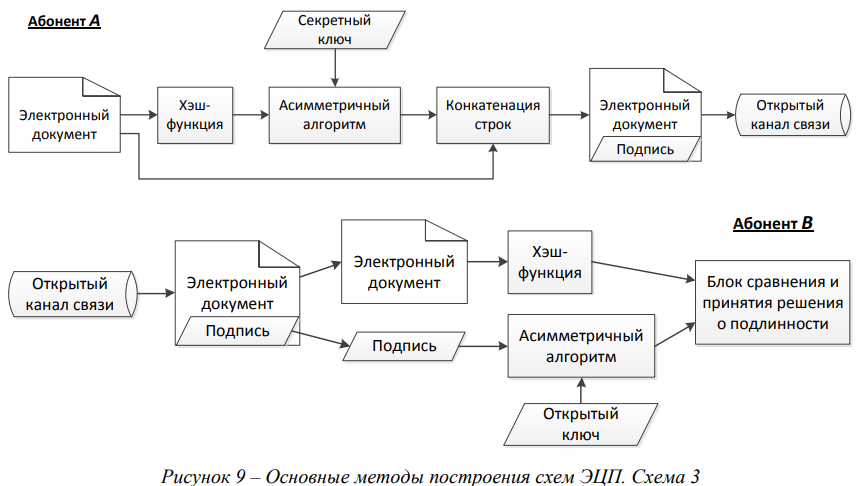 Абонент А
Секретный
ключ
Электронный
документ
Хэш-
функция
Асимметричный
алгоритм
Конкатенация
строк
Электронный
документ
Подпись
Открытый
канал связи
Абонент В
Открытый
канал связи
Электронный
документ
Подпись
Электронный
документ
Хэш-
функция
Подпись
Асимметричный
алгоритм
Открытый
ключ
Блок сравнения и
принятия решения
о подлинности
Рисунок 9 – Основные методы построения схем ЭЦП. Схема 3